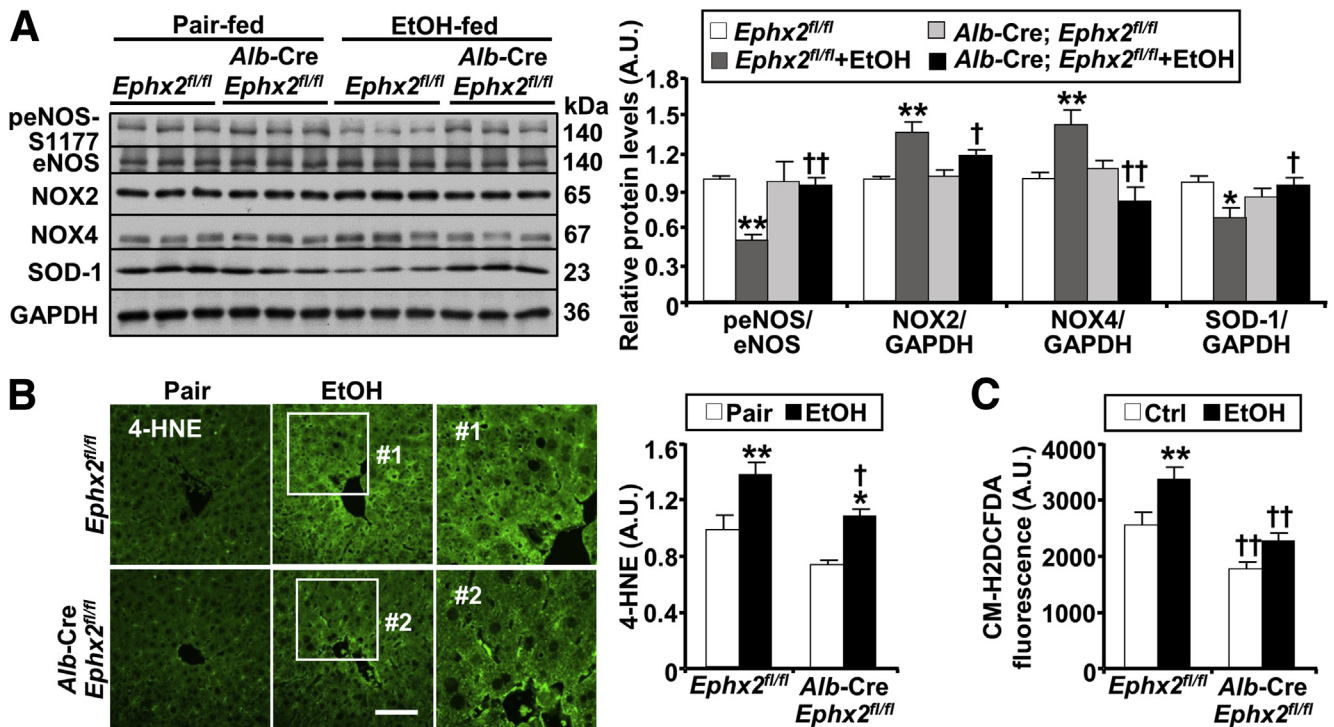 A
Pair-fed
EtOH-fed
Alb-Cre
Alb-Cre
Ephx2fl/fl
Ephx2fl/fl
Ephx2fl/fl
Ephx2fl/fl
kDa
peNOS-
S1177
140
eNOS
140
NOX2
65
NOX4
67
SOD-1
23
GAPDH
36
Ephx2fl/fl
Alb-Cre; Ephx2fl/fl
Ephx2fl/fl+EtOH
Alb-Cre; Ephx2fl/fl+EtOH
Relative protein levels (A.U.)
1.8
1.5
1.2
0.9
0.6
0.3
0
**
††
**
†
**
††
*
†
peNOS/
eNOS
NOX2/
GAPDH
NOX4/
GAPDH
SOD-1/
GAPDH
B
Pair
EtOH
Ephx2fl/fl
4-HNE
#1
#1
Alb-Cre
Ephx2fl/fl
#2
#2
Pair
EtOH
4-HNE (A.U.)
1.6
1.2
0.8
0.4
0
**
†
*
Ephx2fl/fl
Alb-Cre
Ephx2fl/fl
C
Ctrl
EtOH
CM-H2DCFDA
fluorescence (A.U.)
4000
3000
2000
1000
0
**
††
††
Ephx2fl/fl
Alb-Cre
Ephx2fl/fl